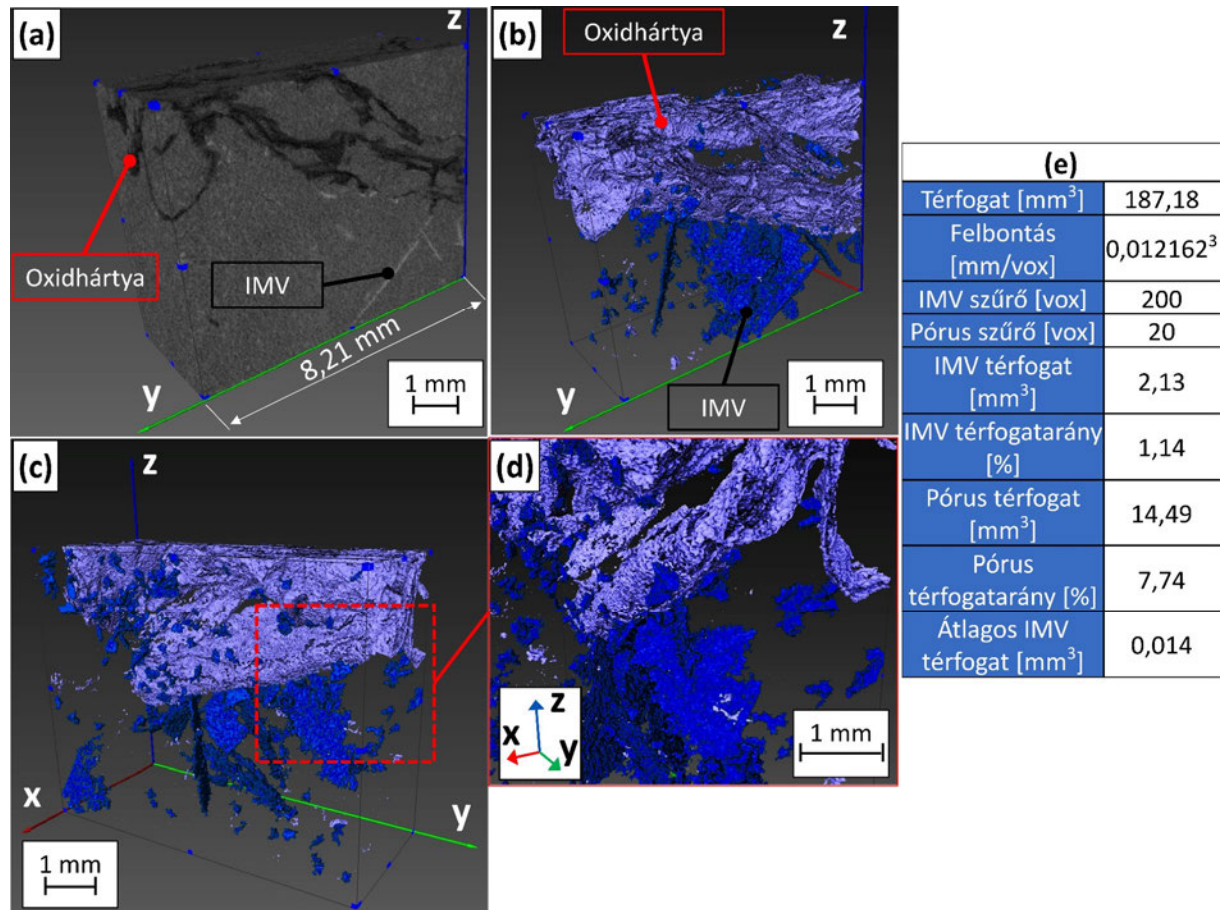 (a)
z
Oxidhártya
IMV
8,21 mm
1 mm
y
(b)
Oxidhártya
z
IMV
1 mm
y
(c)
z
x
y
1 mm
(d)
z
x
y
1 mm
(e)
Térfogat [mm³] 187,18
Felbontás
[mm/vox] 0,012162³
IMV szűrő [vox] 200
Pórus szűrő [vox] 20
IMV térfogat
[mm³] 2,13
IMV térfogatarány
[%] 1,14
Pórus térfogat
[mm³] 14,49
Pórus
térfogatarány [%] 7,74
Átlagos IMV
térfogat [mm³] 0,014